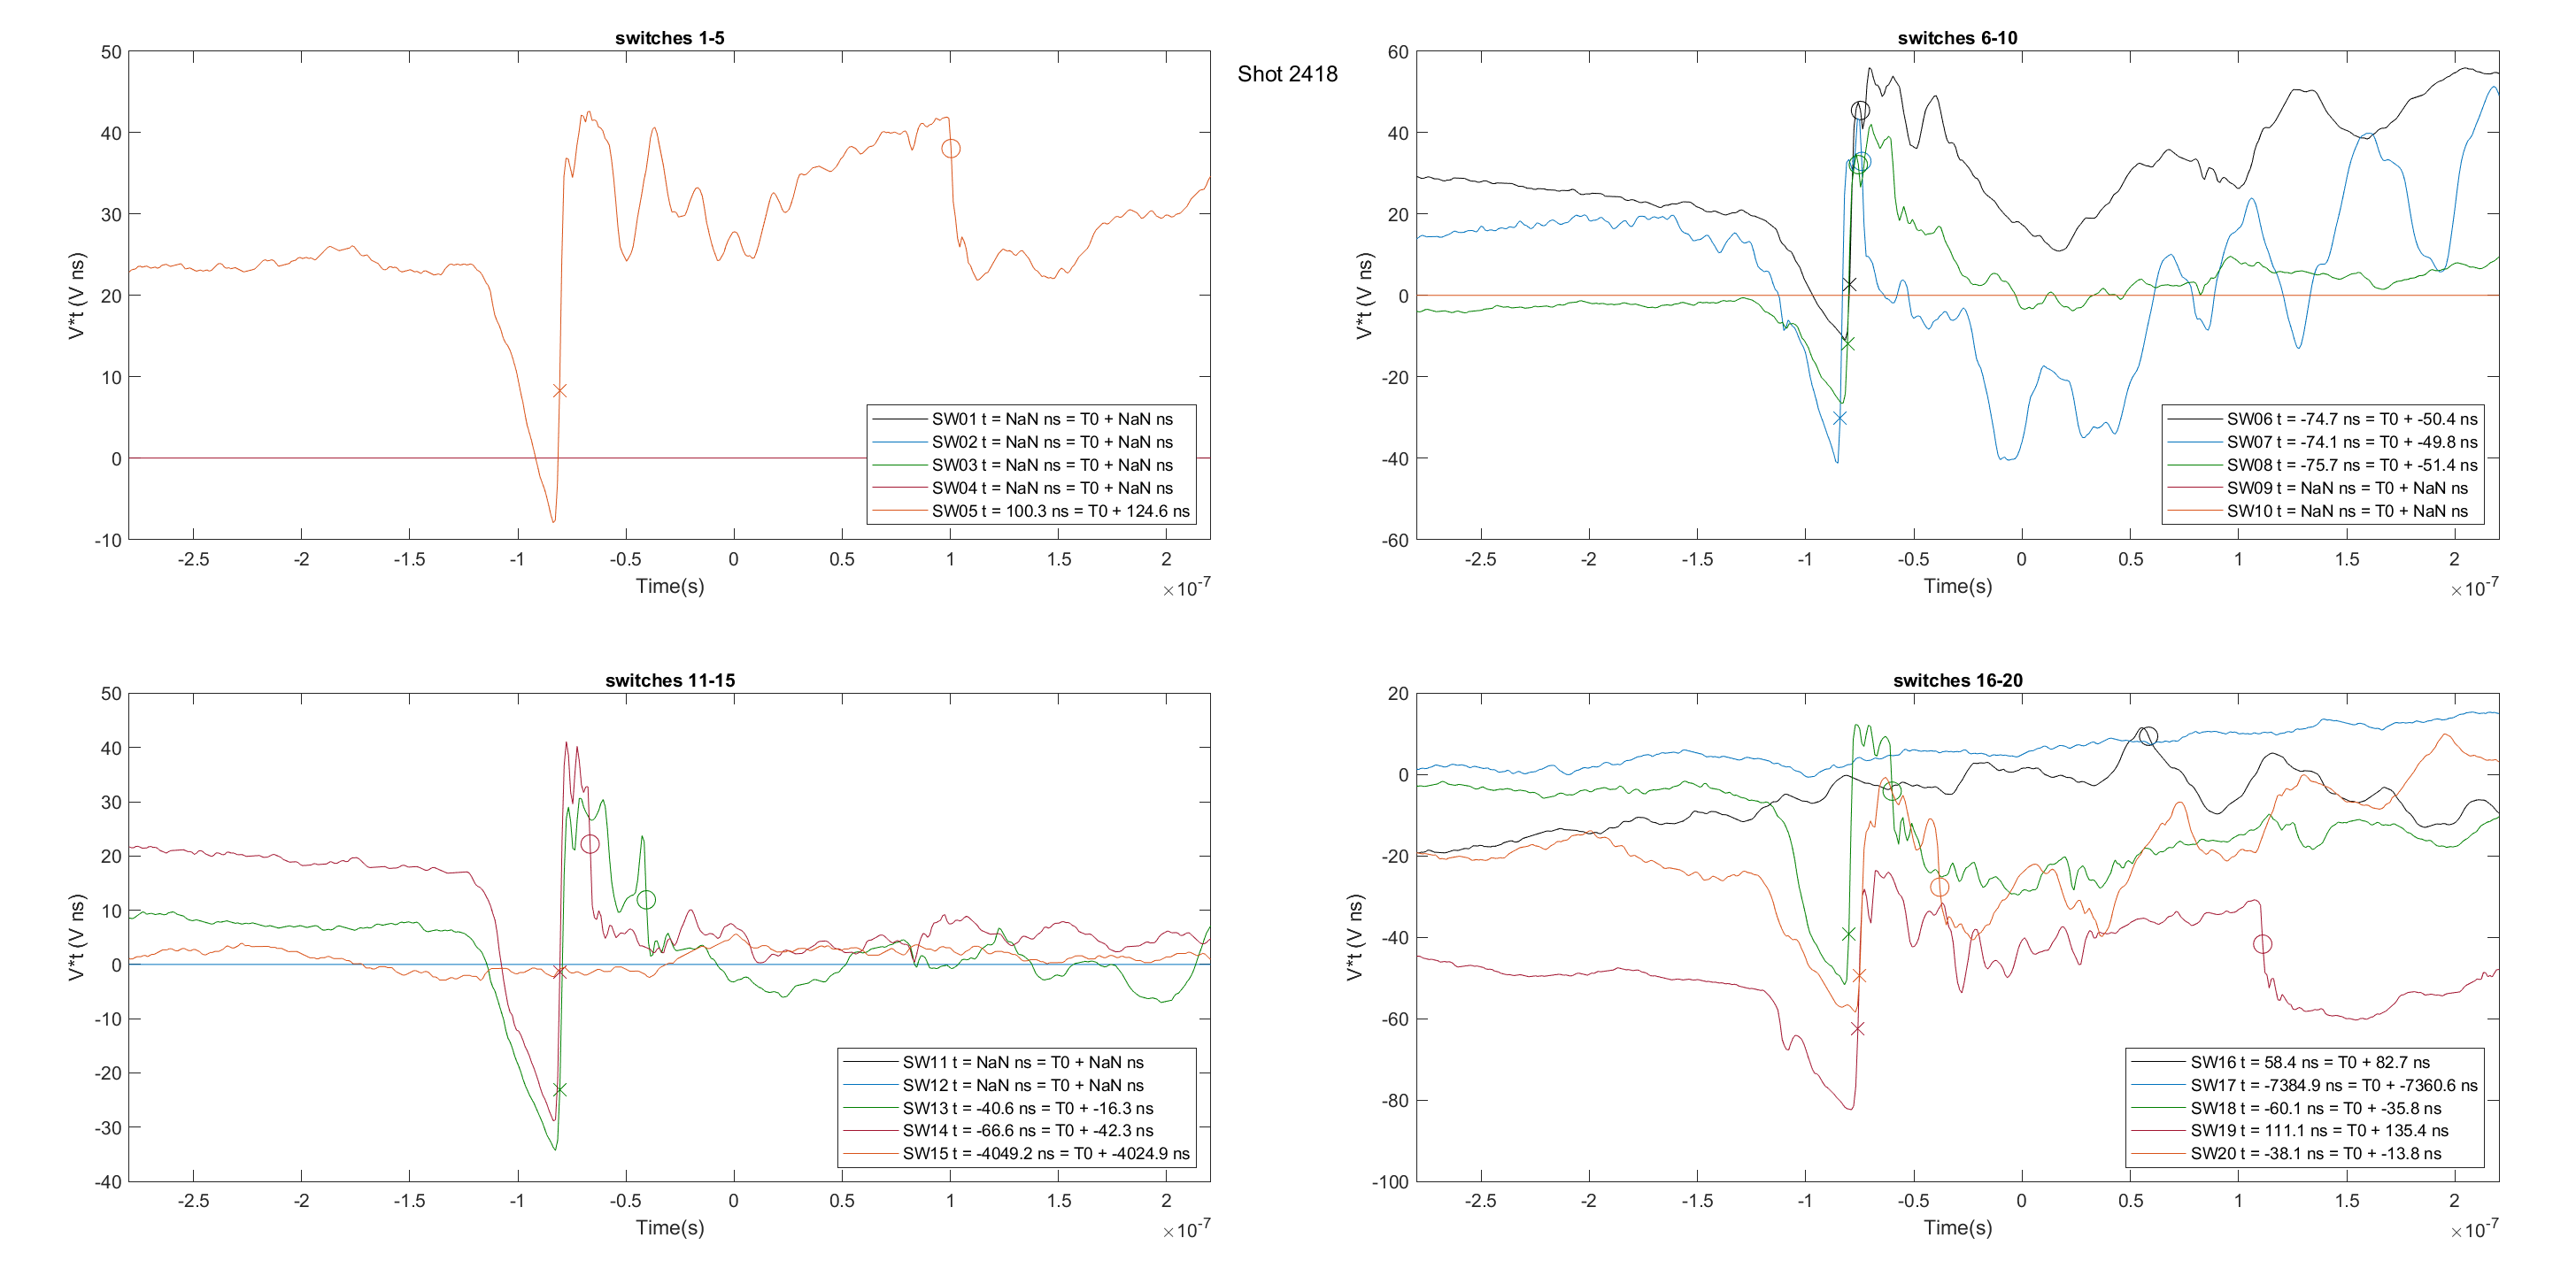 Shot 2418
switches 1-5
50
40
30
20
10
0
-10
V*t (V ns)
-2.5 -2 -1.5 -1 -0.5 0 0.5 1 1.5 2
Time(s)
×10-7
SW01 t = NaN ns = T0 + NaN ns
SW02 t = NaN ns = T0 + NaN ns
SW03 t = NaN ns = T0 + NaN ns
SW04 t = NaN ns = T0 + NaN ns
SW05 t = 100.3 ns = T0 + 124.6 ns
switches 6-10
60
40
20
0
-20
-40
-60
V*t (V ns)
-2.5 -2 -1.5 -1 -0.5 0 0.5 1 1.5 2
Time(s)
×10-7
SW06 t = -74.7 ns = T0 + -50.4 ns
SW07 t = -74.1 ns = T0 + -49.8 ns
SW08 t = -75.7 ns = T0 + -51.4 ns
SW09 t = NaN ns = T0 + NaN ns
SW10 t = NaN ns = T0 + NaN ns
switches 11-15
50
40
30
20
10
0
-10
-20
-30
-40
V*t (V ns)
-2.5 -2 -1.5 -1 -0.5 0 0.5 1 1.5 2
Time(s)
×10-7
SW11 t = NaN ns = T0 + NaN ns
SW12 t = NaN ns = T0 + NaN ns
SW13 t = -40.6 ns = T0 + -16.3 ns
SW14 t = -66.6 ns = T0 + -42.3 ns
SW15 t = -4049.2 ns = T0 + -4024.9 ns
switches 16-20
20
0
-20
-40
-60
-80
-100
V*t (V ns)
-2.5 -2 -1.5 -1 -0.5 0 0.5 1 1.5 2
Time(s)
×10-7
SW16 t = 58.4 ns = T0 + 82.7 ns
SW17 t = -7384.9 ns = T0 + -7360.6 ns
SW18 t = -60.1 ns = T0 + -35.8 ns
SW19 t = 111.1 ns = T0 + 135.4 ns
SW20 t = -38.1 ns = T0 + -13.8 ns